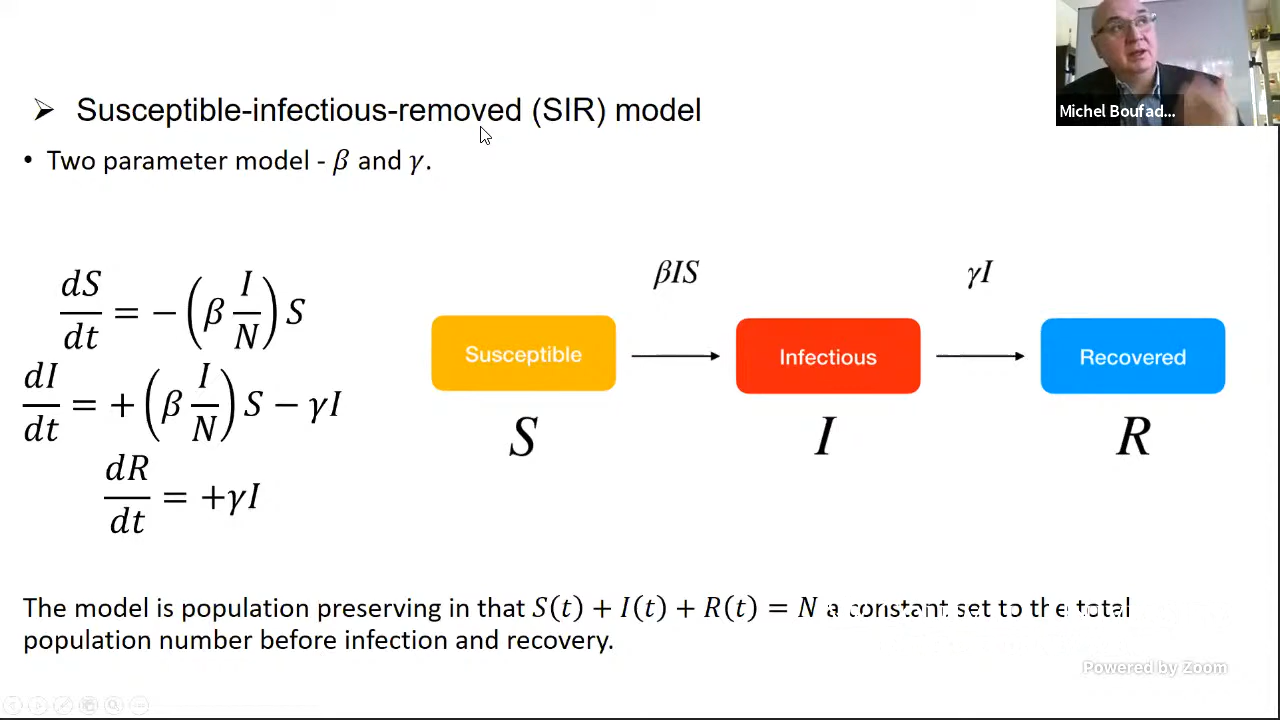 Michel Boufad...
➤ Susceptible-infectious-removed (SIR) model
• Two parameter model - β and γ.
dS/dt = −(β I/N)S
dI/dt = +(β I/N)S − γI
dR/dt = +γI
βIS
γI
Susceptible
Infectious
Recovered
S
I
R
The model is population preserving in that S(t) + I(t) + R(t) = N a constant set to the total
population number before infection and recovery.
Powered by Zoom